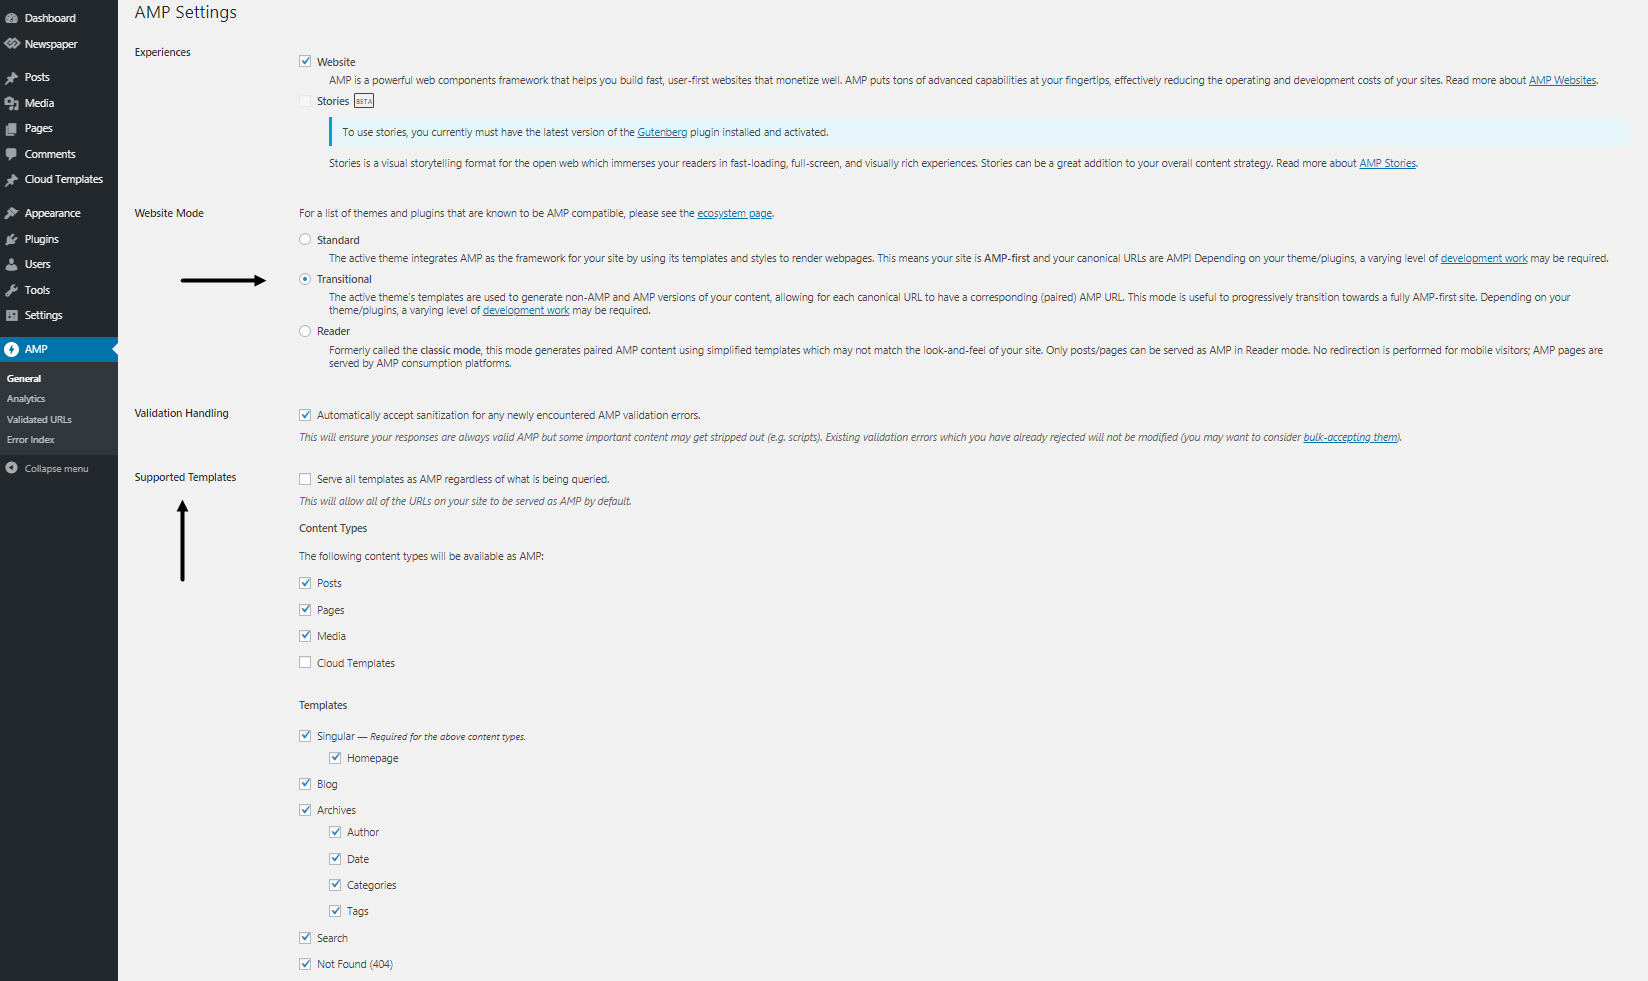 Dashboard
Newspaper
Posts
Media
Pages
Comments
Cloud Templates
Appearance
Plugins
Users
Tools
Settings
AMP
General
Analytics
Validated URLs
Error Index
Collapse menu
AMP Settings
Experiences
Website
AMP is a powerful web components framework that helps you build fast, user-first websites that monetize well. AMP puts tons of advanced capabilities at your fingertips, effectively reducing the operating and development costs of your sites. Read more about AMP Websites.
Stories BETA
To use stories, you currently must have the latest version of the Gutenberg plugin installed and activated.
Stories is a visual storytelling format for the open web which immerses your readers in fast-loading, full-screen, and visually rich experiences. Stories can be a great addition to your overall content strategy. Read more about AMP Stories.
Website Mode
For a list of themes and plugins that are known to be AMP compatible, please see the ecosystem page.
Standard
The active theme integrates AMP as the framework for your site by using its templates and styles to render webpages. This means your site is AMP-first and your canonical URLs are AMP! Depending on your theme/plugins, a varying level of development work may be required.
Transitional
The active theme's templates are used to generate non-AMP and AMP versions of your content, allowing for each canonical URL to have a corresponding (paired) AMP URL. This mode is useful to progressively transition towards a fully AMP-first site. Depending on your
theme/plugins, a varying level of development work may be required.
Reader
Formerly called the classic mode, this mode generates paired AMP content using simplified templates which may not match the look-and-feel of your site. Only posts/pages can be served as AMP in Reader mode. No redirection is performed for mobile visitors; AMP pages are
served by AMP consumption platforms.
Validation Handling
Automatically accept sanitization for any newly encountered AMP validation errors.
This will ensure your responses are always valid AMP but some important content may get stripped out (e.g. scripts). Existing validation errors which you have already rejected will not be modified (you may want to consider bulk-accepting them).
Supported Templates
Serve all templates as AMP regardless of what is being queried.
This will allow all of the URLs on your site to be served as AMP by default.
Content Types
The following content types will be available as AMP:
Posts
Pages
Media
Cloud Templates
Templates
Singular — Required for the above content types.
Homepage
Blog
Archives
Author
Date
Categories
Tags
Search
Not Found (404)